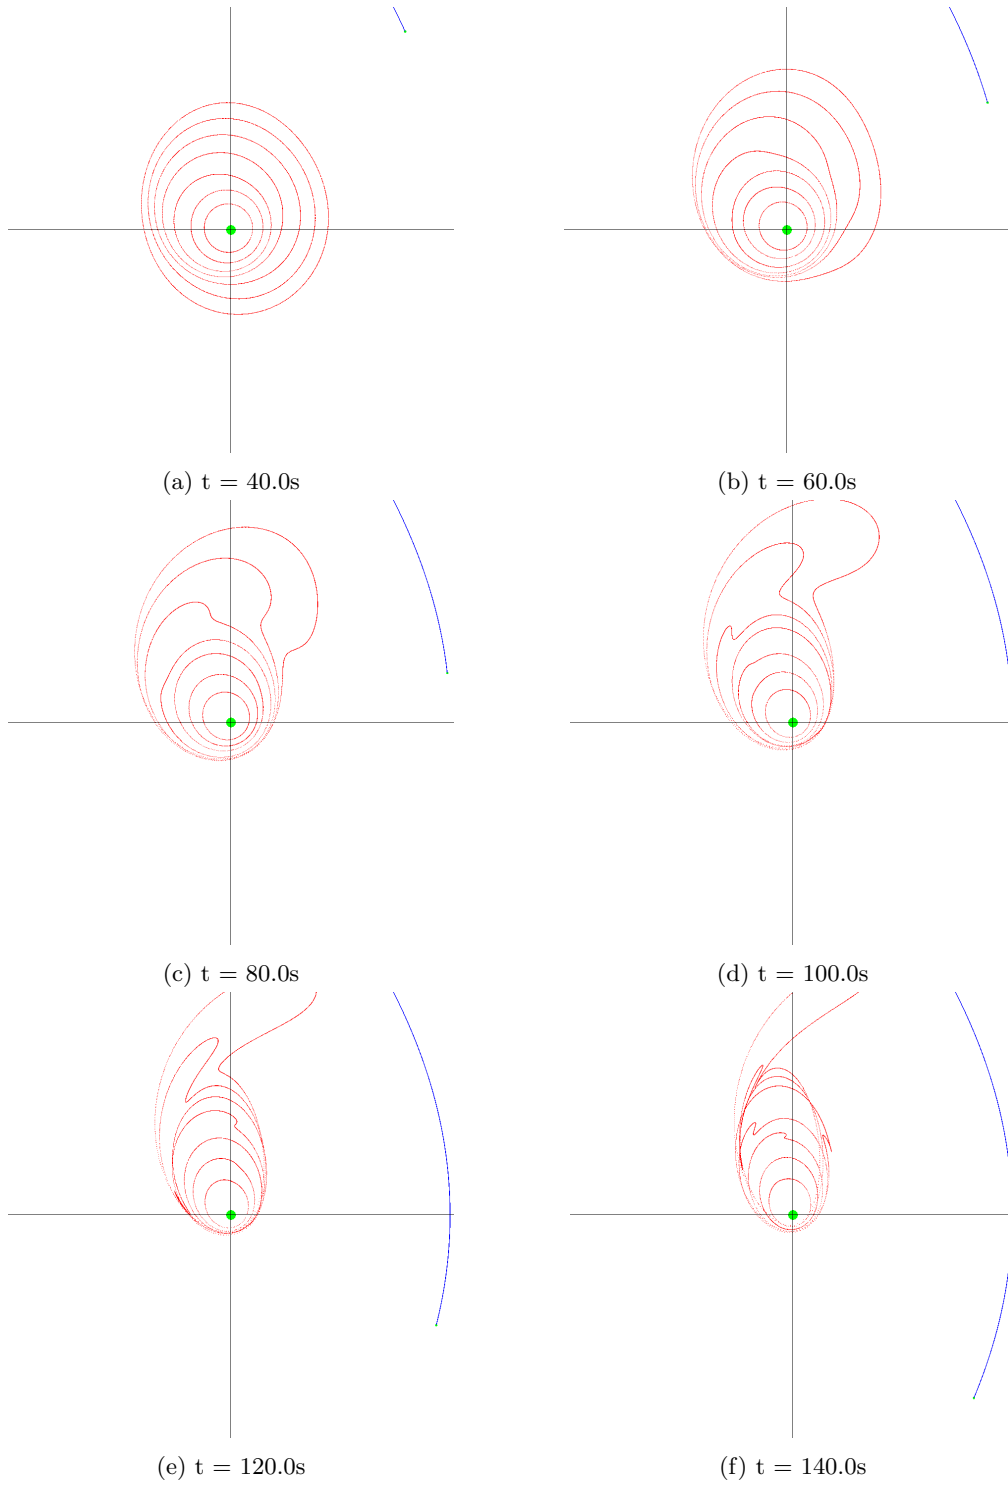 (a) t = 40.0s
(b) t = 60.0s
(c) t = 80.0s
(d) t = 100.0s
(e) t = 120.0s
(f) t = 140.0s